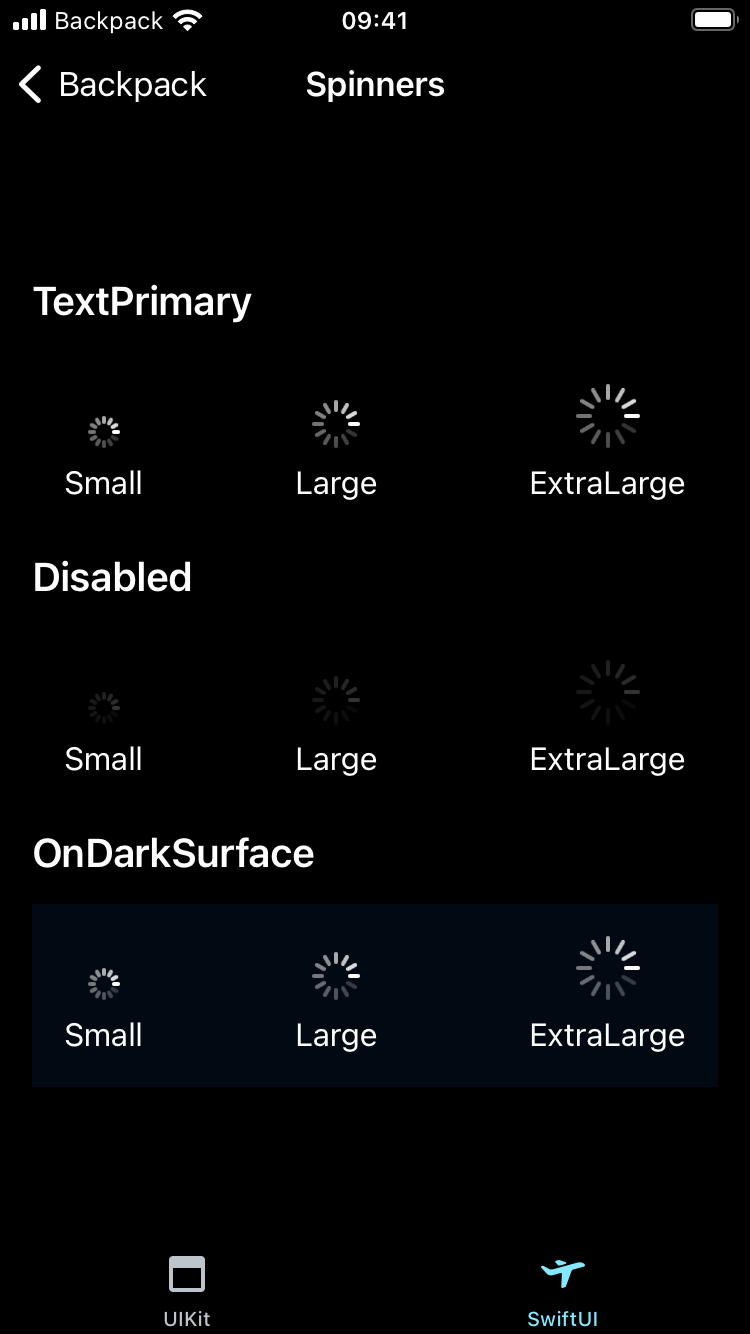 Backpack 09:41
Backpack Spinners
TextPrimary
Small Large ExtraLarge
Disabled
Small Large ExtraLarge
OnDarkSurface
Small Large ExtraLarge
UIKit SwiftUI